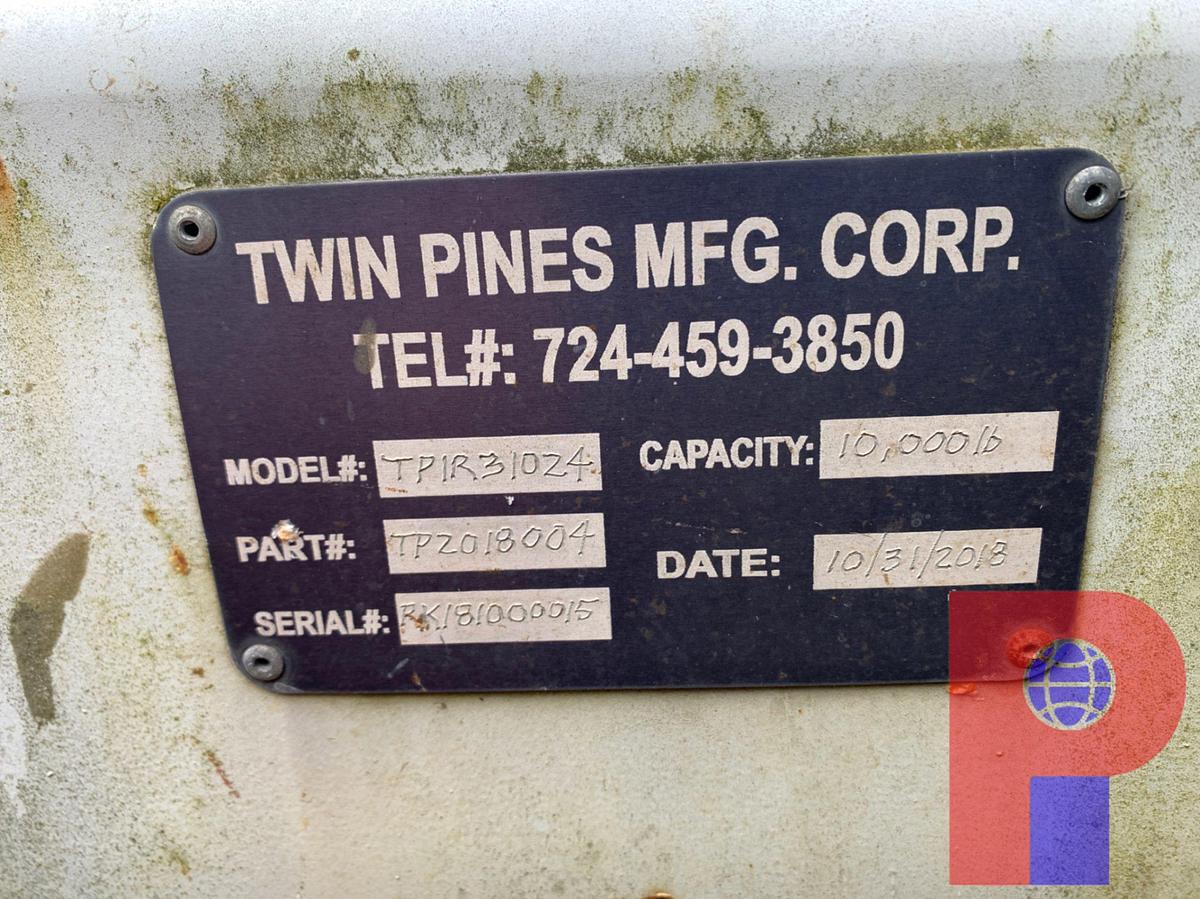 TWIN PINES MFG. CORP.
TEL#: 724-459-3850
MODEL#: TP1R31024 CAPACITY: 10,000lb
PART#: TP2018004 DATE: 10/31/2018
SERIAL#: RK181000015